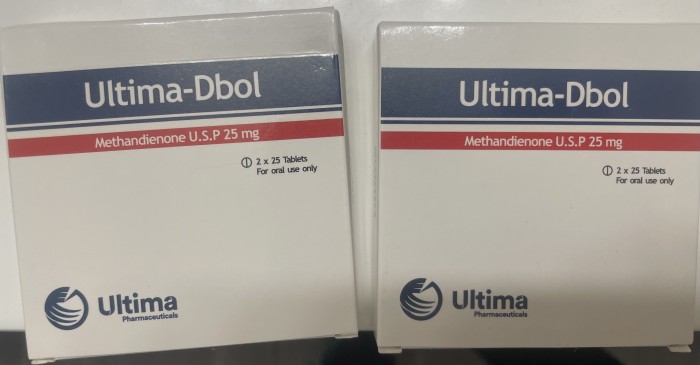 Ultima-Dbol
Methandienone U.S.P 25 mg
2 x 25 Tablets
For oral use only
Ultima
Pharmaceuticals
Ultima-Dbol
Methandienone U.S.P 25 mg
2 x 25 Tablets
For oral use only
Ultima
Pharmaceuticals